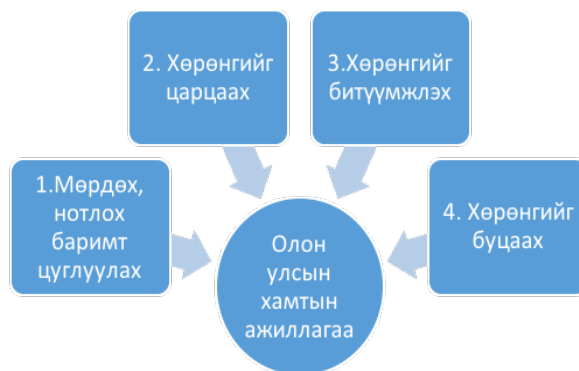 1.Мөрдөх,
нотлох
баримт
цуглуулах
2. Хөрөнгийг
царцаах
3.Хөрөнгийг
битүүмжлэх
4. Хөрөнгийг
буцаах
Олон
улсын
хамтын
ажиллагаа